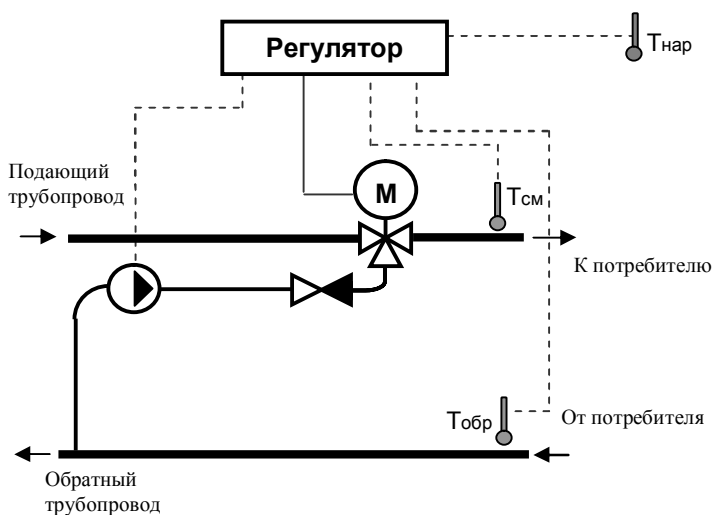 Регулятор
Tнар
Подающий
трубопровод
М
Tсм
К потребителю
Tобр
От потребителя
Обратный
трубопровод